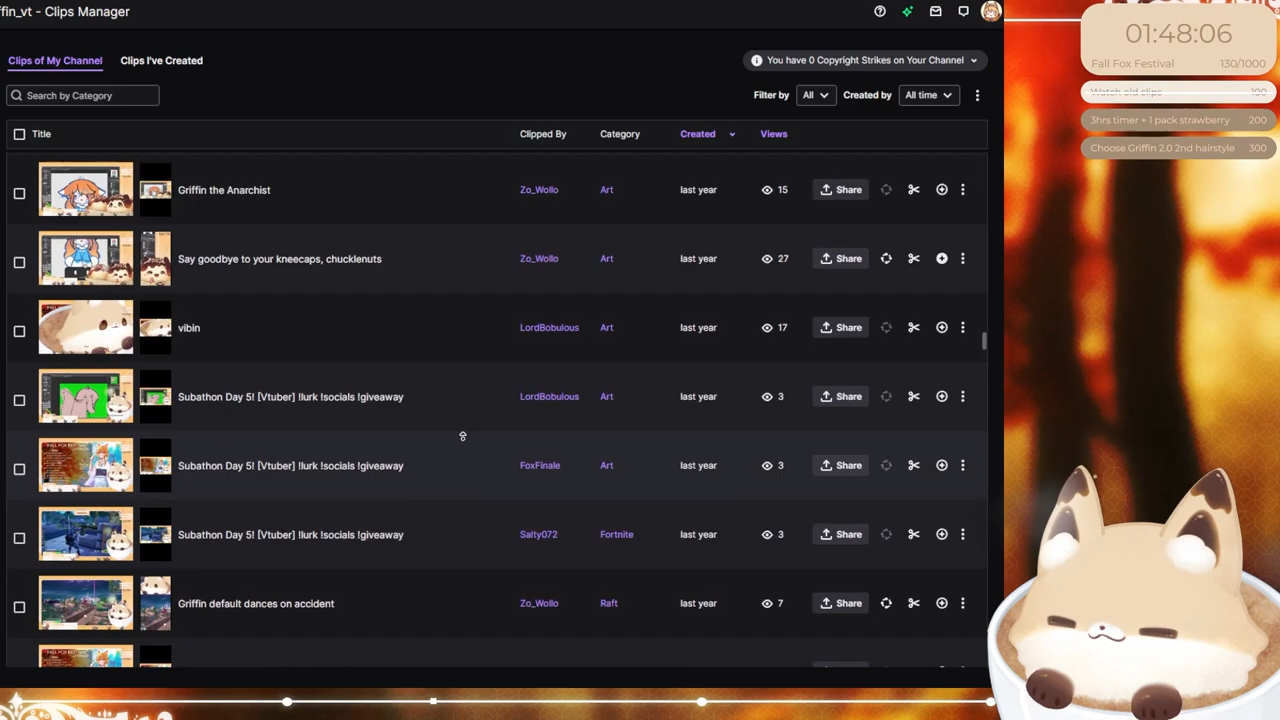 ffin_vt - Clips Manager
Clips of My Channel Clips I've Created
You have 0 Copyright Strikes on Your Channel
Search by Category
Filter by All Created by All time
Title Clipped By Category Created Views
Griffin the Anarchist Zo_Wollo Art last year 15 Share
Say goodbye to your kneecaps, chucklenuts Zo_Wollo Art last year 27 Share
vibin LordBobulous Art last year 17 Share
Subathon Day 5! [Vtuber] !lurk !socials !giveaway LordBobulous Art last year 3 Share
Subathon Day 5! [Vtuber] !lurk !socials !giveaway FoxFinale Art last year 3 Share
Subathon Day 5! [Vtuber] !lurk !socials !giveaway Salty072 Fortnite last year 3 Share
Griffin default dances on accident Zo_Wollo Raft last year 7 Share
01:48:06
Fall Fox Festival 130/1000
Watch old clips 100
3hrs timer + 1 pack strawberry 200
Choose Griffin 2.0 2nd hairstyle 300